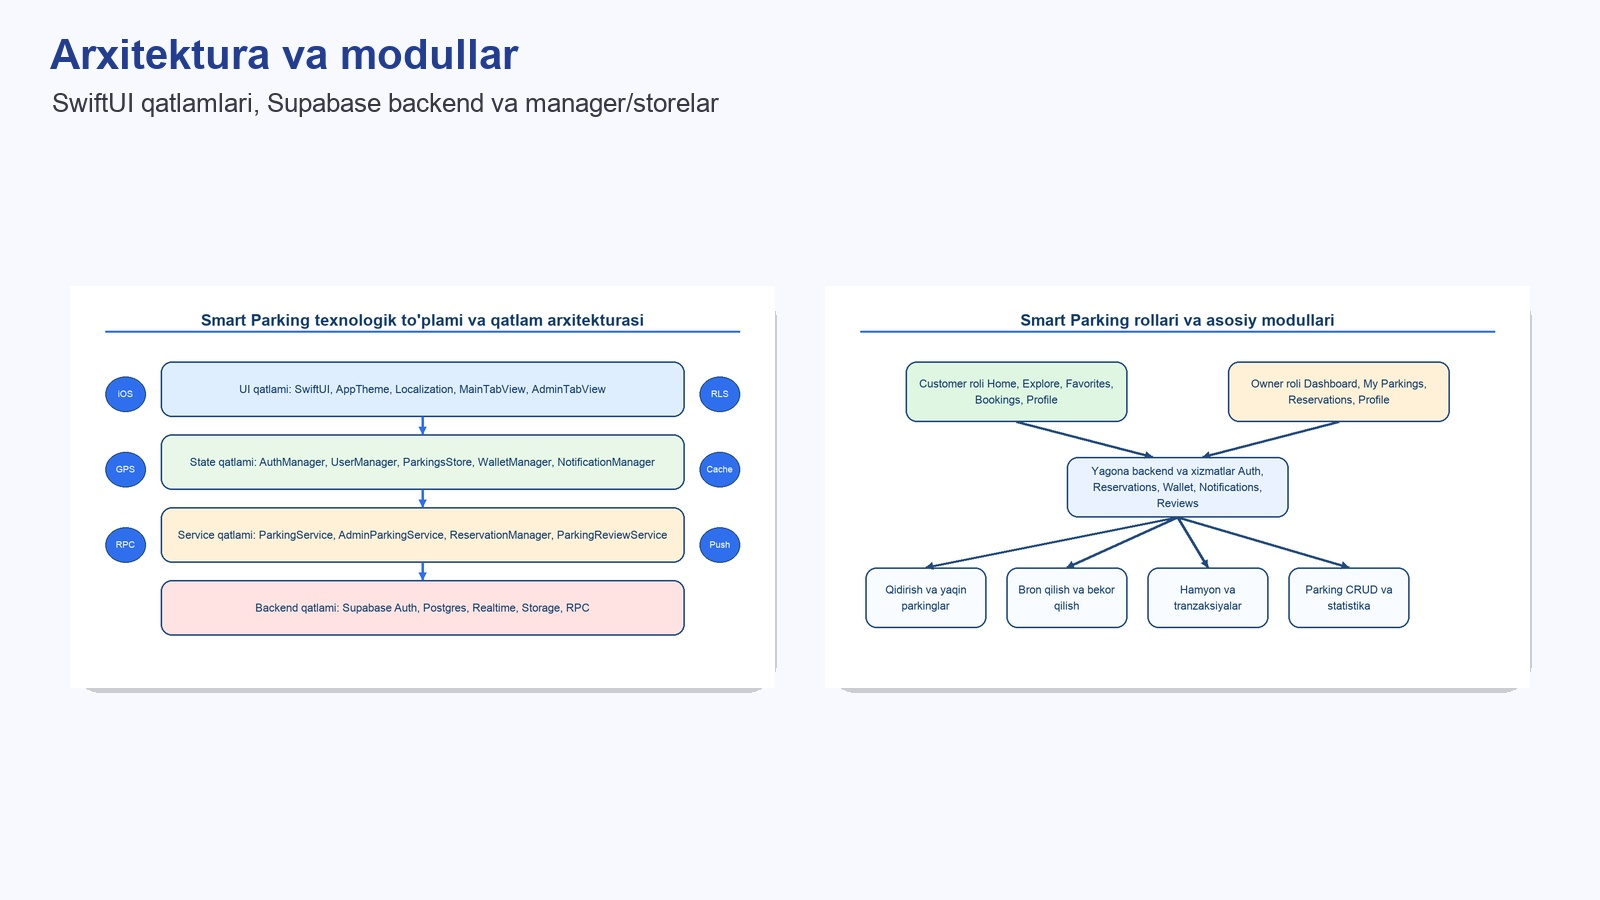 Arxitektura va modullar
SwiftUI qatlamlari, Supabase backend va manager/storelar
Smart Parking texnologik to'plami va qatlam arxitekturasi
iOS
GPS
RPC
UI qatlami: SwiftUI, AppTheme, Localization, MainTabView, AdminTabView
State qatlami: AuthManager, UserManager, ParkingsStore, WalletManager, NotificationManager
Service qatlami: ParkingService, AdminParkingService, ReservationManager, ParkingReviewService
Backend qatlami: Supabase Auth, Postgres, Realtime, Storage, RPC
RLS
Cache
Push
Smart Parking rollari va asosiy modullari
Customer roli Home, Explore, Favorites,
Bookings, Profile
Owner roli Dashboard, My Parkings,
Reservations, Profile
Yagona backend va xizmatlar Auth,
Reservations, Wallet, Notifications,
Reviews
Qidirish va yaqin
parkinglar
Bron qilish va bekor
qilish
Hamyon va
tranzaksiyalar
Parking CRUD va
statistika